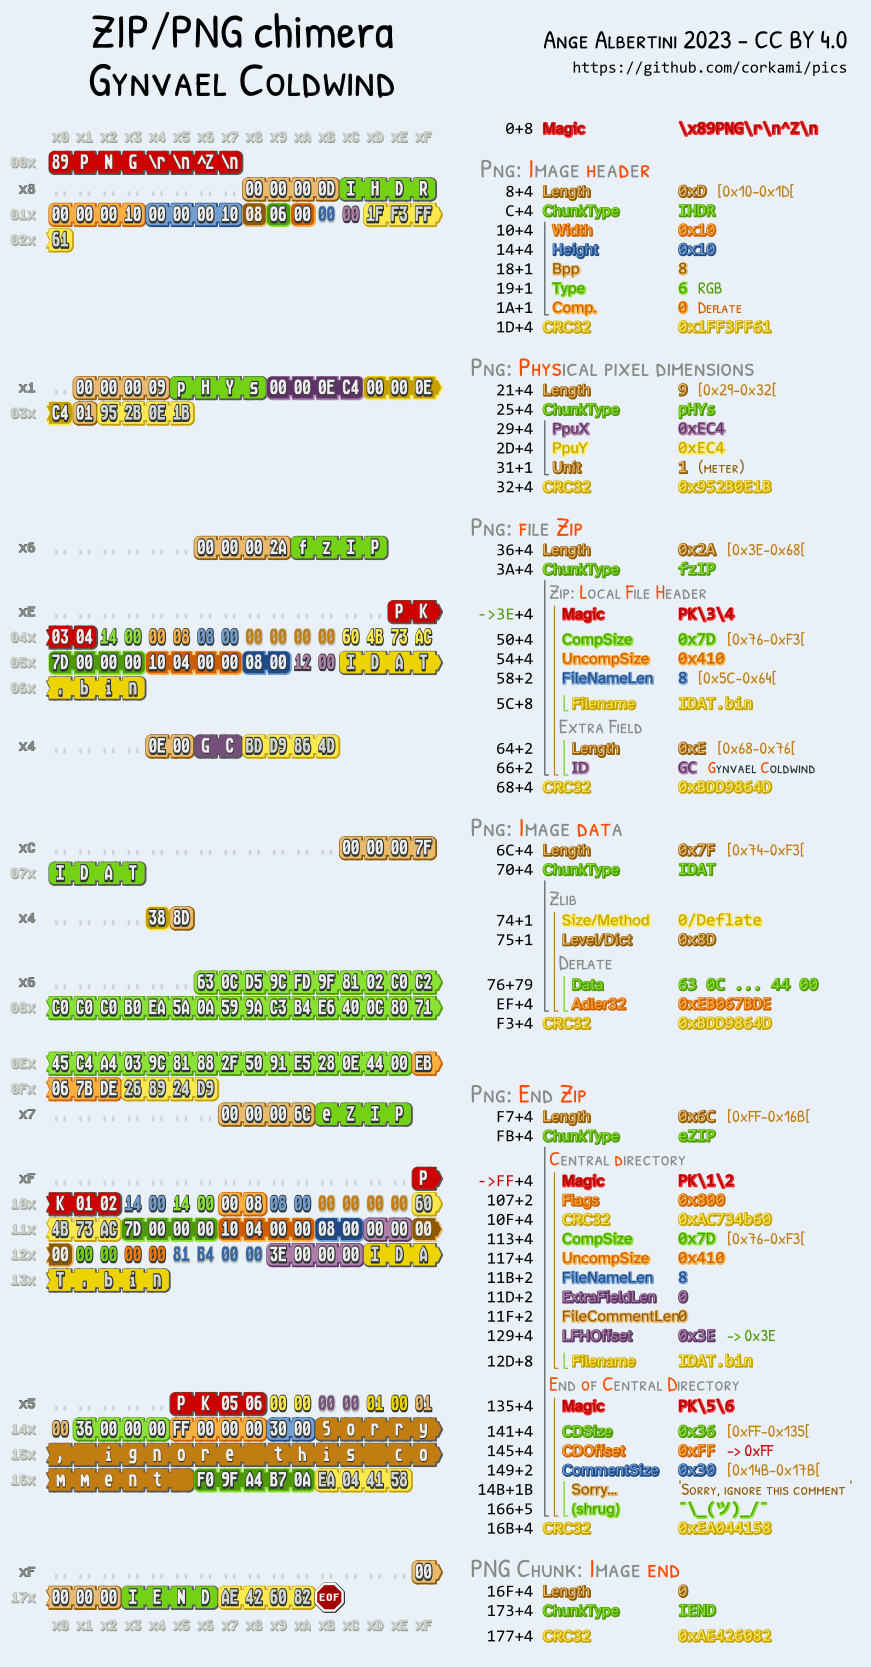 ZIP/PNG chimera
Gynvael Coldwind
Ange Albertini 2023 - CC BY 4.0
https://github.com/corkami/pics
x0 x1 x2 x3 x4 x5 x6 x7 x8 x9 xA xB xC xD xE xF
00x 89 P N G \r \n ^Z \n
x8 .. .. .. .. .. .. .. .. 00 00 00 0D I H D R
01x 00 00 00 10 00 00 00 10 08 06 00 00 00 1F F3 FF
02x 61
x1 .. 00 00 00 09 p H Y s 00 00 0E C4 00 00 0E
03x C4 01 95 2B 0E 1B
x6 .. .. .. .. .. .. 00 00 00 2A f z I P
xE .. .. .. .. .. .. .. .. .. .. .. .. .. .. P K
04x 03 04 14 00 00 08 08 00 00 00 00 00 60 4B 73 AC
05x 7D 00 00 00 10 04 00 00 08 00 12 00 I D A T
06x . b i n
x4 .. .. .. .. 0E 00 G C BD D9 86 4D
xC .. .. .. .. .. .. .. .. .. .. .. .. 00 00 00 7F
07x I D A T
x4 .. .. .. .. 38 8D
x6 .. .. .. .. .. .. 63 0C D5 9C FD 9F 81 02 C0 C2
08x C0 C0 C0 B0 EA 5A 0A 59 9A C3 B4 E6 40 0C 80 71
0Ex 45 C4 A4 03 9C 81 88 2F 50 91 E5 28 0E 44 00 EB
0Fx 06 7B DE 26 89 24 D9
x7 .. .. .. .. .. .. .. 00 00 00 6C e Z I P
xF .. .. .. .. .. .. .. .. .. .. .. .. .. .. .. P
10x K 01 02 14 00 14 00 00 08 08 00 00 00 00 00 60
11x 4B 73 AC 7D 00 00 00 10 04 00 00 08 00 00 00 00
12x 00 00 00 00 00 81 B4 00 00 3E 00 00 00 I D A
13x T . b i n
x5 .. .. .. .. .. P K 05 06 00 00 00 00 01 00 01
14x 00 36 00 00 00 FF 00 00 00 30 00 S o r r y
15x , i g n o r e t h i s c o
16x m m e n t F0 9F A4 B7 0A EA 04 41 58
xF .. .. .. .. .. .. .. .. .. .. .. .. .. .. .. 00
17x 00 00 00 I E N D AE 42 60 82 EOF
x0 x1 x2 x3 x4 x5 x6 x7 x8 x9 xA xB xC xD xE xF
0+8 Magic \x89PNG\r\n^Z\n
Png: Image header
8+4 Length 0xD [0x10-0x1D[
C+4 ChunkType IHDR
10+4 Width 0x10
14+4 Height 0x10
18+1 Bpp 8
19+1 Type 6 RGB
1A+1 Comp. 0 Deflate
1D+4 CRC32 0x1FF3FF61
Png: Physical pixel dimensions
21+4 Length 9 [0x29-0x32[
25+4 ChunkType pHYs
29+4 PpuX 0xEC4
2D+4 PpuY 0xEC4
31+1 Unit 1 (meter)
32+4 CRC32 0x952B0E1B
Png: file Zip
36+4 Length 0x2A [0x3E-0x68[
3A+4 ChunkType fzIP
Zip: Local File Header
->3E+4 Magic PK\3\4
50+4 CompSize 0x7D [0x76-0xF3[
54+4 UncompSize 0x410
58+2 FileNameLen 8 [0x5C-0x64[
5C+8 Filename IDAT.bin
Extra Field
64+2 Length 0xE [0x68-0x76[
66+2 ID GC Gynvael Coldwind
68+4 CRC32 0xBDD9864D
Png: Image data
6C+4 Length 0x7F [0x74-0xF3[
70+4 ChunkType IDAT
Zlib
74+1 Size/Method 0/Deflate
75+1 Level/Dict 0x8D
Deflate
76+79 Data 63 0C ... 44 00
EF+4 Adler32 0xEB067BDE
F3+4 CRC32 0xBDD9864D
Png: End Zip
F7+4 Length 0x6C [0xFF-0x16B[
FB+4 ChunkType eZIP
Central directory
->FF+4 Magic PK\1\2
107+2 Flags 0x800
10F+4 CRC32 0xAC734b60
113+4 CompSize 0x7D [0x76-0xF3[
117+4 UncompSize 0x410
11B+2 FileNameLen 8
11D+2 ExtraFieldLen 0
11F+2 FileCommentLen 0
129+4 LFHOffset 0x3E -> 0x3E
12D+8 Filename IDAT.bin
End of Central Directory
135+4 Magic PK\5\6
141+4 CDSize 0x36 [0xFF-0x135[
145+4 CDOffset 0xFF -> 0xFF
149+2 CommentSize 0x30 [0x14B-0x17B[
14B+1B Sorry... 'Sorry, ignore this comment '
166+5 (shrug) ¯\_(ツ)_/¯
16B+4 CRC32 0xEA044158
PNG Chunk: Image end
16F+4 Length 0
173+4 ChunkType IEND
177+4 CRC32 0xAE426082